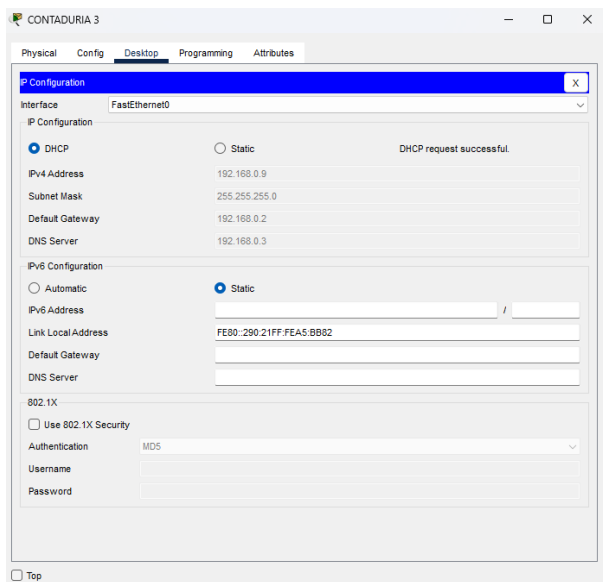 CONTADURIA 3
Physical Config Desktop Programming Attributes
IP Configuration X
Interface FastEthernet0
IP Configuration
DHCP Static DHCP request successful.
IPv4 Address 192.168.0.9
Subnet Mask 255.255.255.0
Default Gateway 192.168.0.2
DNS Server 192.168.0.3
IPv6 Configuration
Automatic Static
IPv6 Address /
Link Local Address FE80::290:21FF:FEA5:BB82
Default Gateway
DNS Server
802.1X
Use 802.1X Security
Authentication MD5
Username
Password
Top